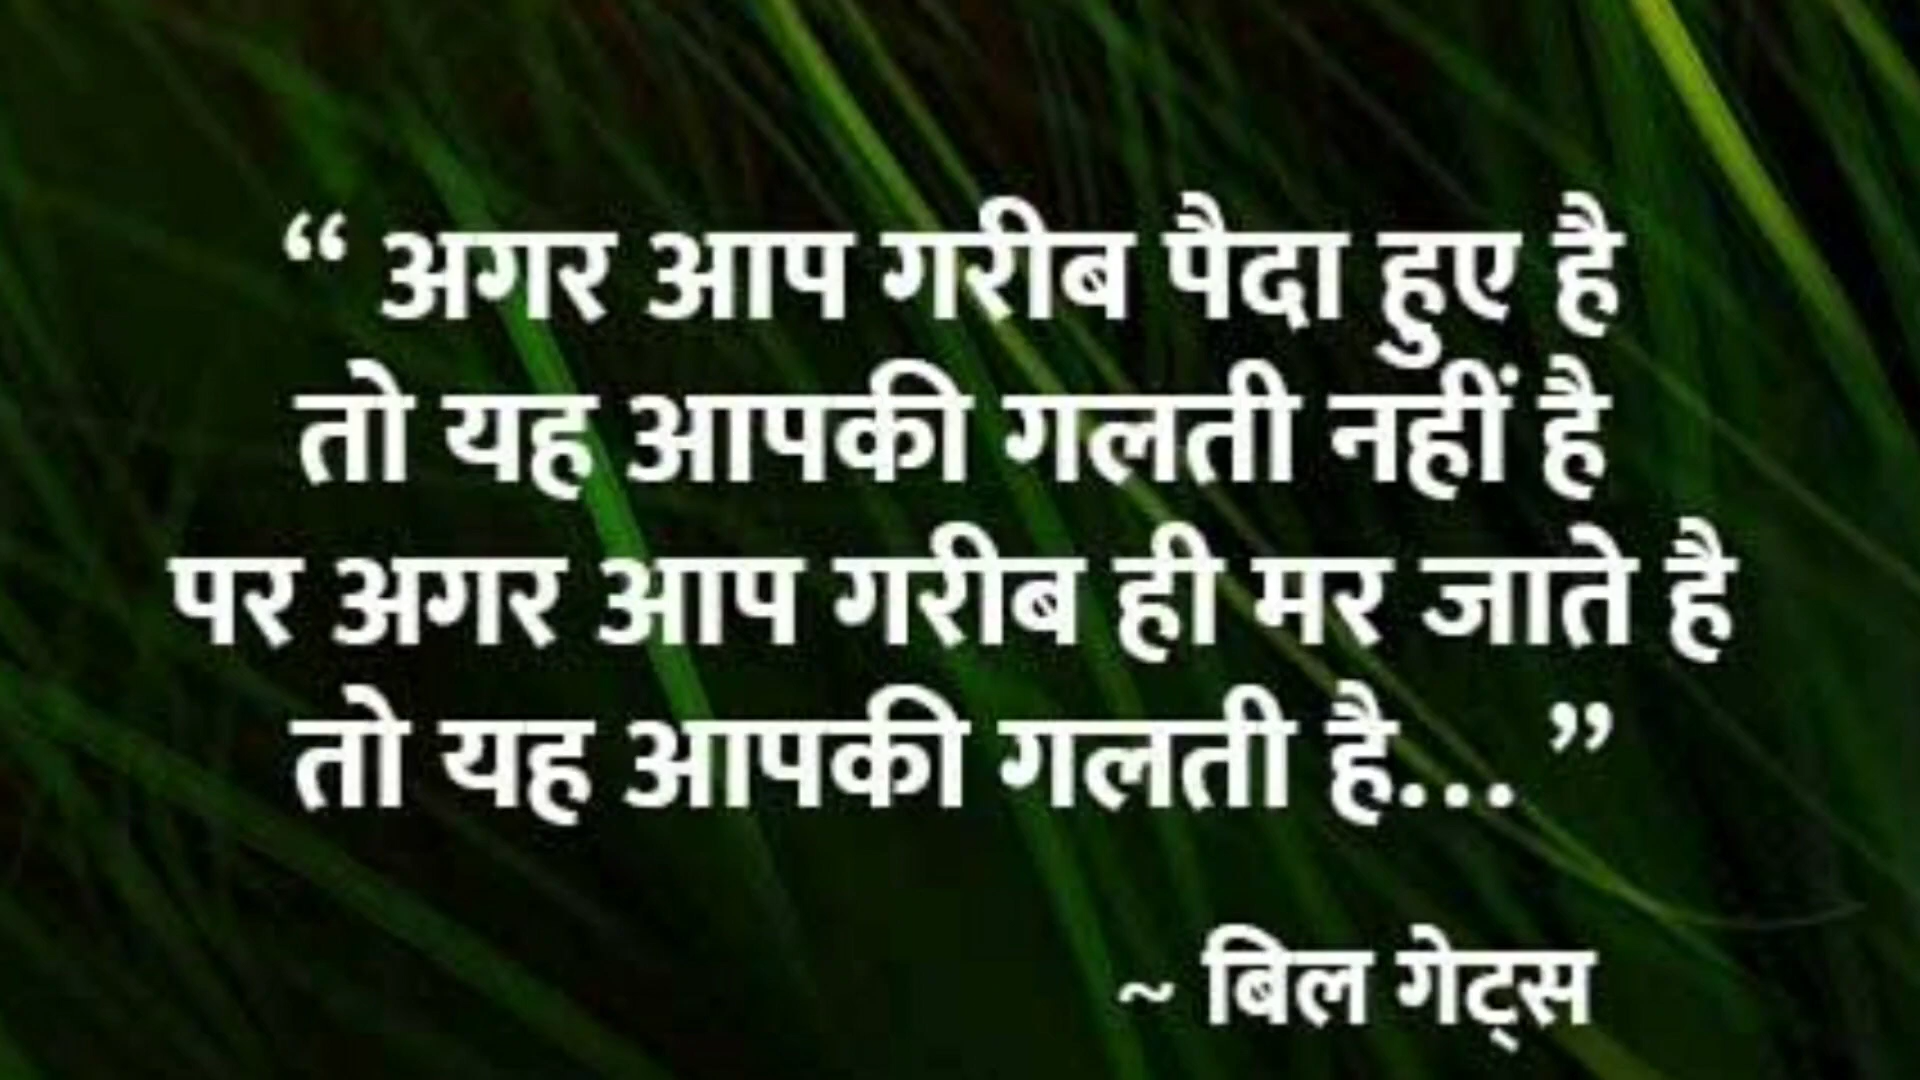 “ अगर आप गरीब पैदा हुए है
तो यह आपकी गलती नहीं है
पर अगर आप गरीब ही मर जाते है
तो यह आपकी गलती है... ”
~ बिल गेट्स